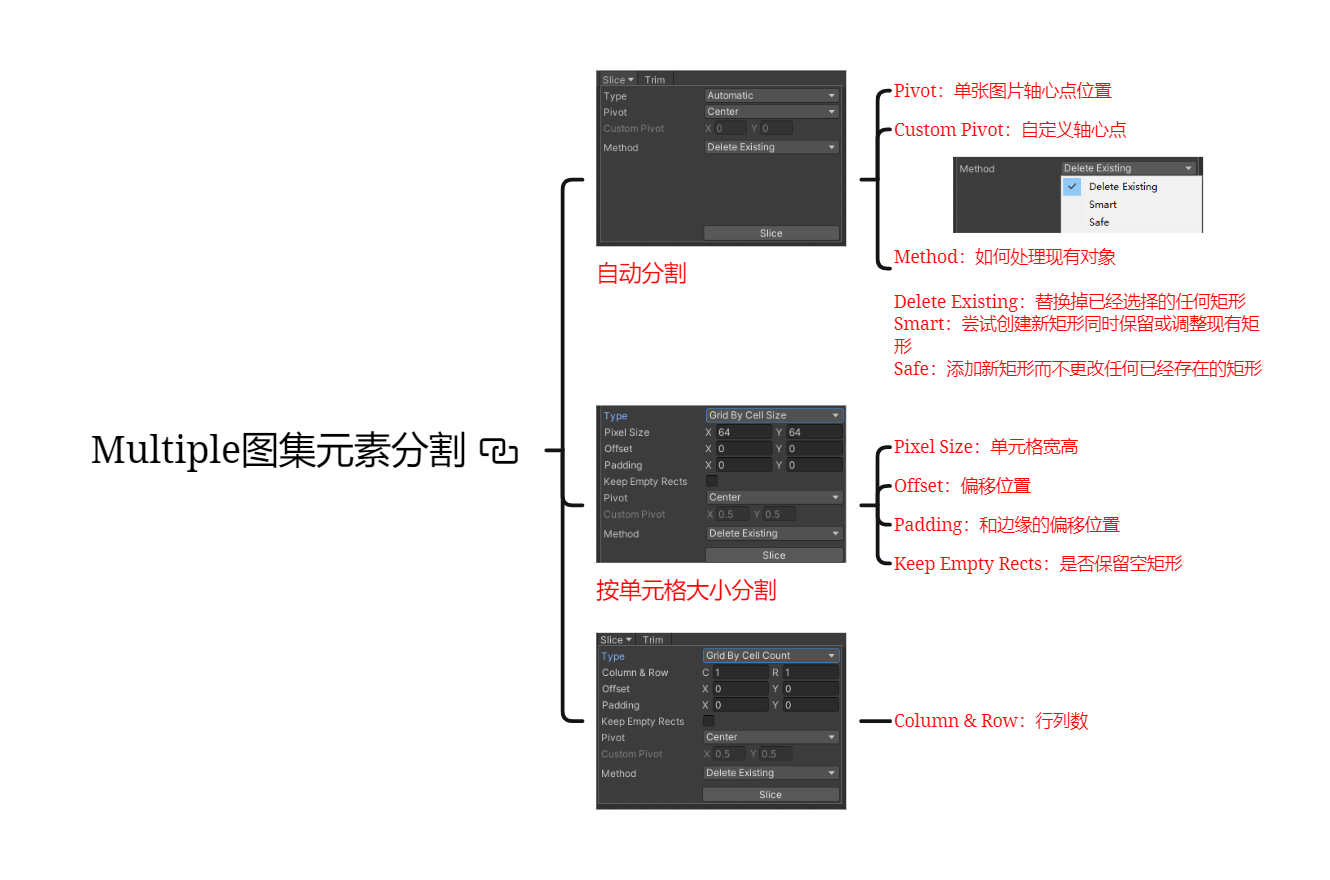 Multiple图集元素分割
Slice Trim
Type Automatic
Pivot Center
Custom Pivot X 0 Y 0
Method Delete Existing
Slice
自动分割
Pivot：单张图片轴心点位置
Custom Pivot：自定义轴心点
Method Delete Existing
Delete Existing
Smart
Safe
Method：如何处理现有对象
Delete Existing：替换掉已经选择的任何矩形
Smart：尝试创建新矩形同时保留或调整现有矩
形
Safe：添加新矩形而不更改任何已经存在的矩形
Type Grid By Cell Size
Pixel Size X 64 Y 64
Offset X 0 Y 0
Padding X 0 Y 0
Keep Empty Rects
Pivot Center
Custom Pivot X 0.5 Y 0.5
Method Delete Existing
Slice
按单元格大小分割
Pixel Size：单元格宽高
Offset：偏移位置
Padding：和边缘的偏移位置
Keep Empty Rects：是否保留空矩形
Slice Trim
Type Grid By Cell Count
Column & Row C 1 R 1
Offset X 0 Y 0
Padding X 0 Y 0
Keep Empty Rects
Pivot Center
Custom Pivot X 0.5 Y 0.5
Method Delete Existing
Slice
Column & Row：行列数